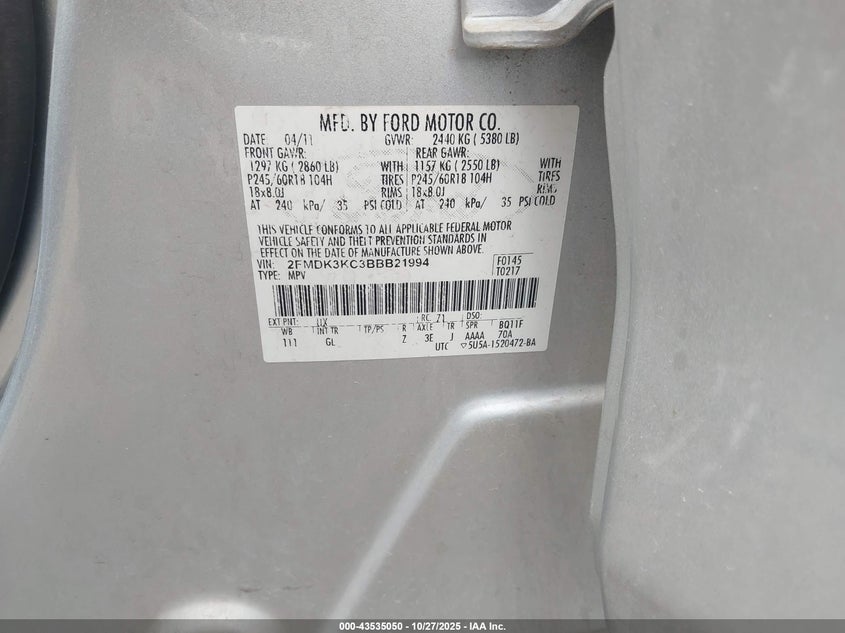 MFD. BY FORD MOTOR CO.
DATE: 04/11 GVWR: 2440 KG ( 5380 LB)
FRONT GAWR: REAR GAWR:
1297 KG ( 2860 LB) WITH 1157 KG ( 2550 LB) WITH
P245/60R18 104H TIRES P245/60R18 104H TIRES
18x8.0J RIMS 18x8.0J RIMS
AT 240 kPa/ 35 PSI COLD AT 240 kPa/ 35 PSI COLD
THIS VEHICLE CONFORMS TO ALL APPLICABLE FEDERAL MOTOR
VEHICLE SAFETY AND THEFT PREVENTION STANDARDS IN
EFFECT ON THE DATE OF MANUFACTURE SHOWN ABOVE.
VIN: 2FMDK3KC3BBB21994 F0145
TYPE: MPV T0217
EXT PNT: UX RC: 71 DSO:
WB INT TR TP/PS R AXLE TR SPR BQ11F
111 GL Z 3E J AAAA 70A
UTC ▽5U5A-1520472-BA
000-43535050 - 10/27/2025 - IAA Inc.